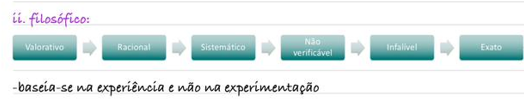 ii. filosófico:
Valorativo Racional Sistemático Não verificável Infalível Exato
-baseia-se na experiência e não na experimentação